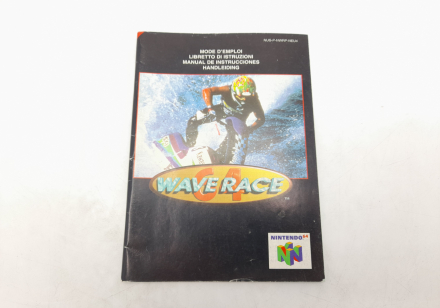 MODE D'EMPLOI
LIBRETTO DI ISTRUZIONI
MANUAL DE INSTRUCCIONES
HANDLEIDING
WAVE RACE
64
NINTENDO 64